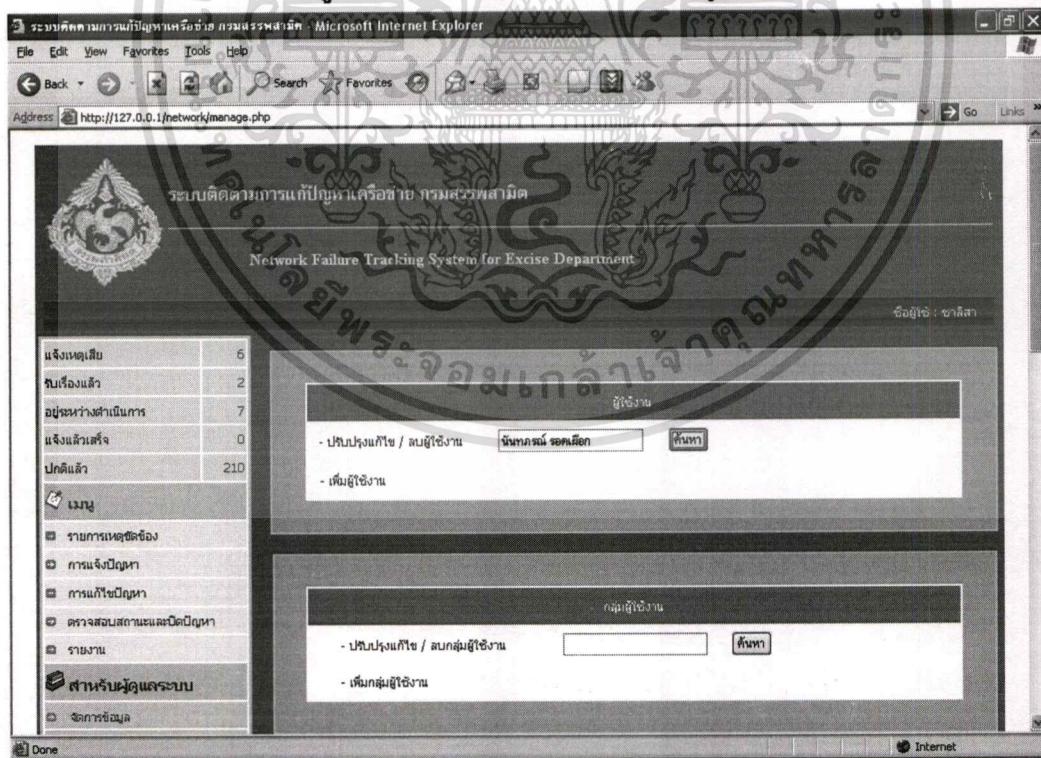 ระบบติดตามการแก้ปัญหาเครือข่าย กรมสรรพสามิต - Microsoft Internet Explorer
File Edit View Favorites Tools Help
Back Search Favorites
Address http://127.0.0.1/network/manage.php Go Links »
ระบบติดตามการแก้ปัญหาเครือข่าย กรมสรรพสามิต
Network Failure Tracking System for Excise Department
ชื่อผู้ใช้ : ชาลิสา
แจ้งเหตุเสีย 6
รับเรื่องแล้ว 2
อยู่ระหว่างดำเนินการ 7
แจ้งแล้วเสร็จ 0
ปกติแล้ว 210
เมนู
รายการเหตุขัดข้อง
การแจ้งปัญหา
การแก้ไขปัญหา
ตรวจสอบสถานะและปิดปัญหา
รายงาน
สำหรับผู้ดูแลระบบ
จัดการข้อมูล
ผู้ใช้งาน
- ปรับปรุงแก้ไข / ลบผู้ใช้งาน นันทภรณ์ รอดเผือก ค้นหา
- เพิ่มผู้ใช้งาน
กลุ่มผู้ใช้งาน
- ปรับปรุงแก้ไข / ลบกลุ่มผู้ใช้งาน ค้นหา
- เพิ่มกลุ่มผู้ใช้งาน
Done Internet